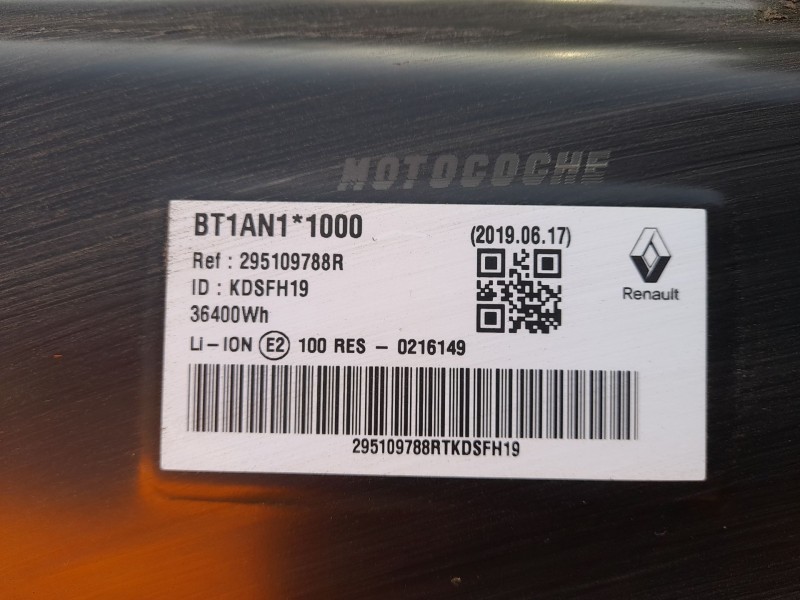 MOTOCOCHE
BT1AN1*1000
(2019.06.17)
Ref : 295109788R
ID : KDSFH19
36400Wh
Renault
LI-ION E2 100 RES - 0216149
295109788RTKDSFH19